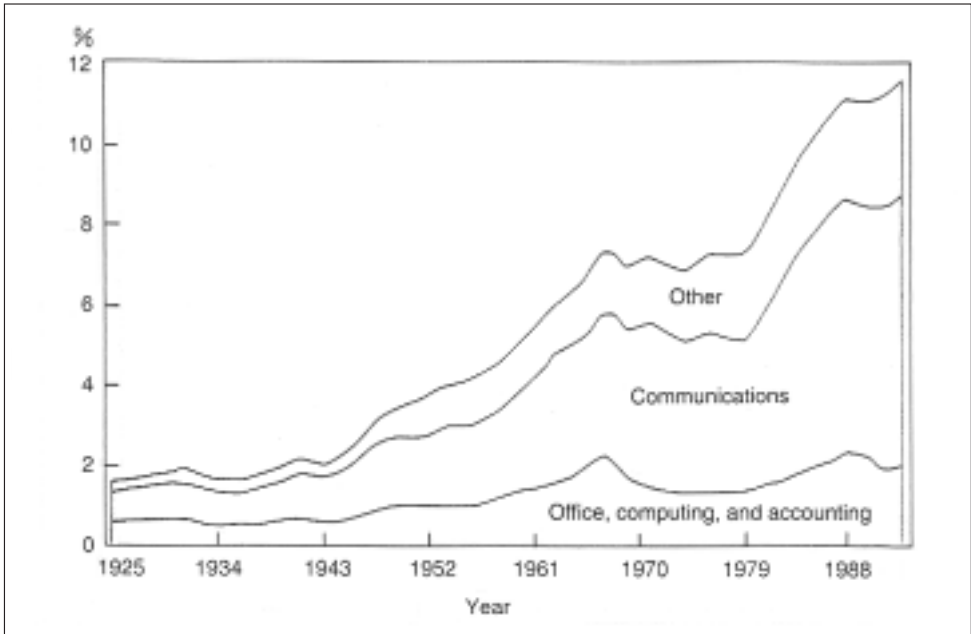 %
12
10
8
6
4
2
0
Other
Communications
Office, computing, and accounting
1925 1934 1943 1952 1961 1970 1979 1988
Year